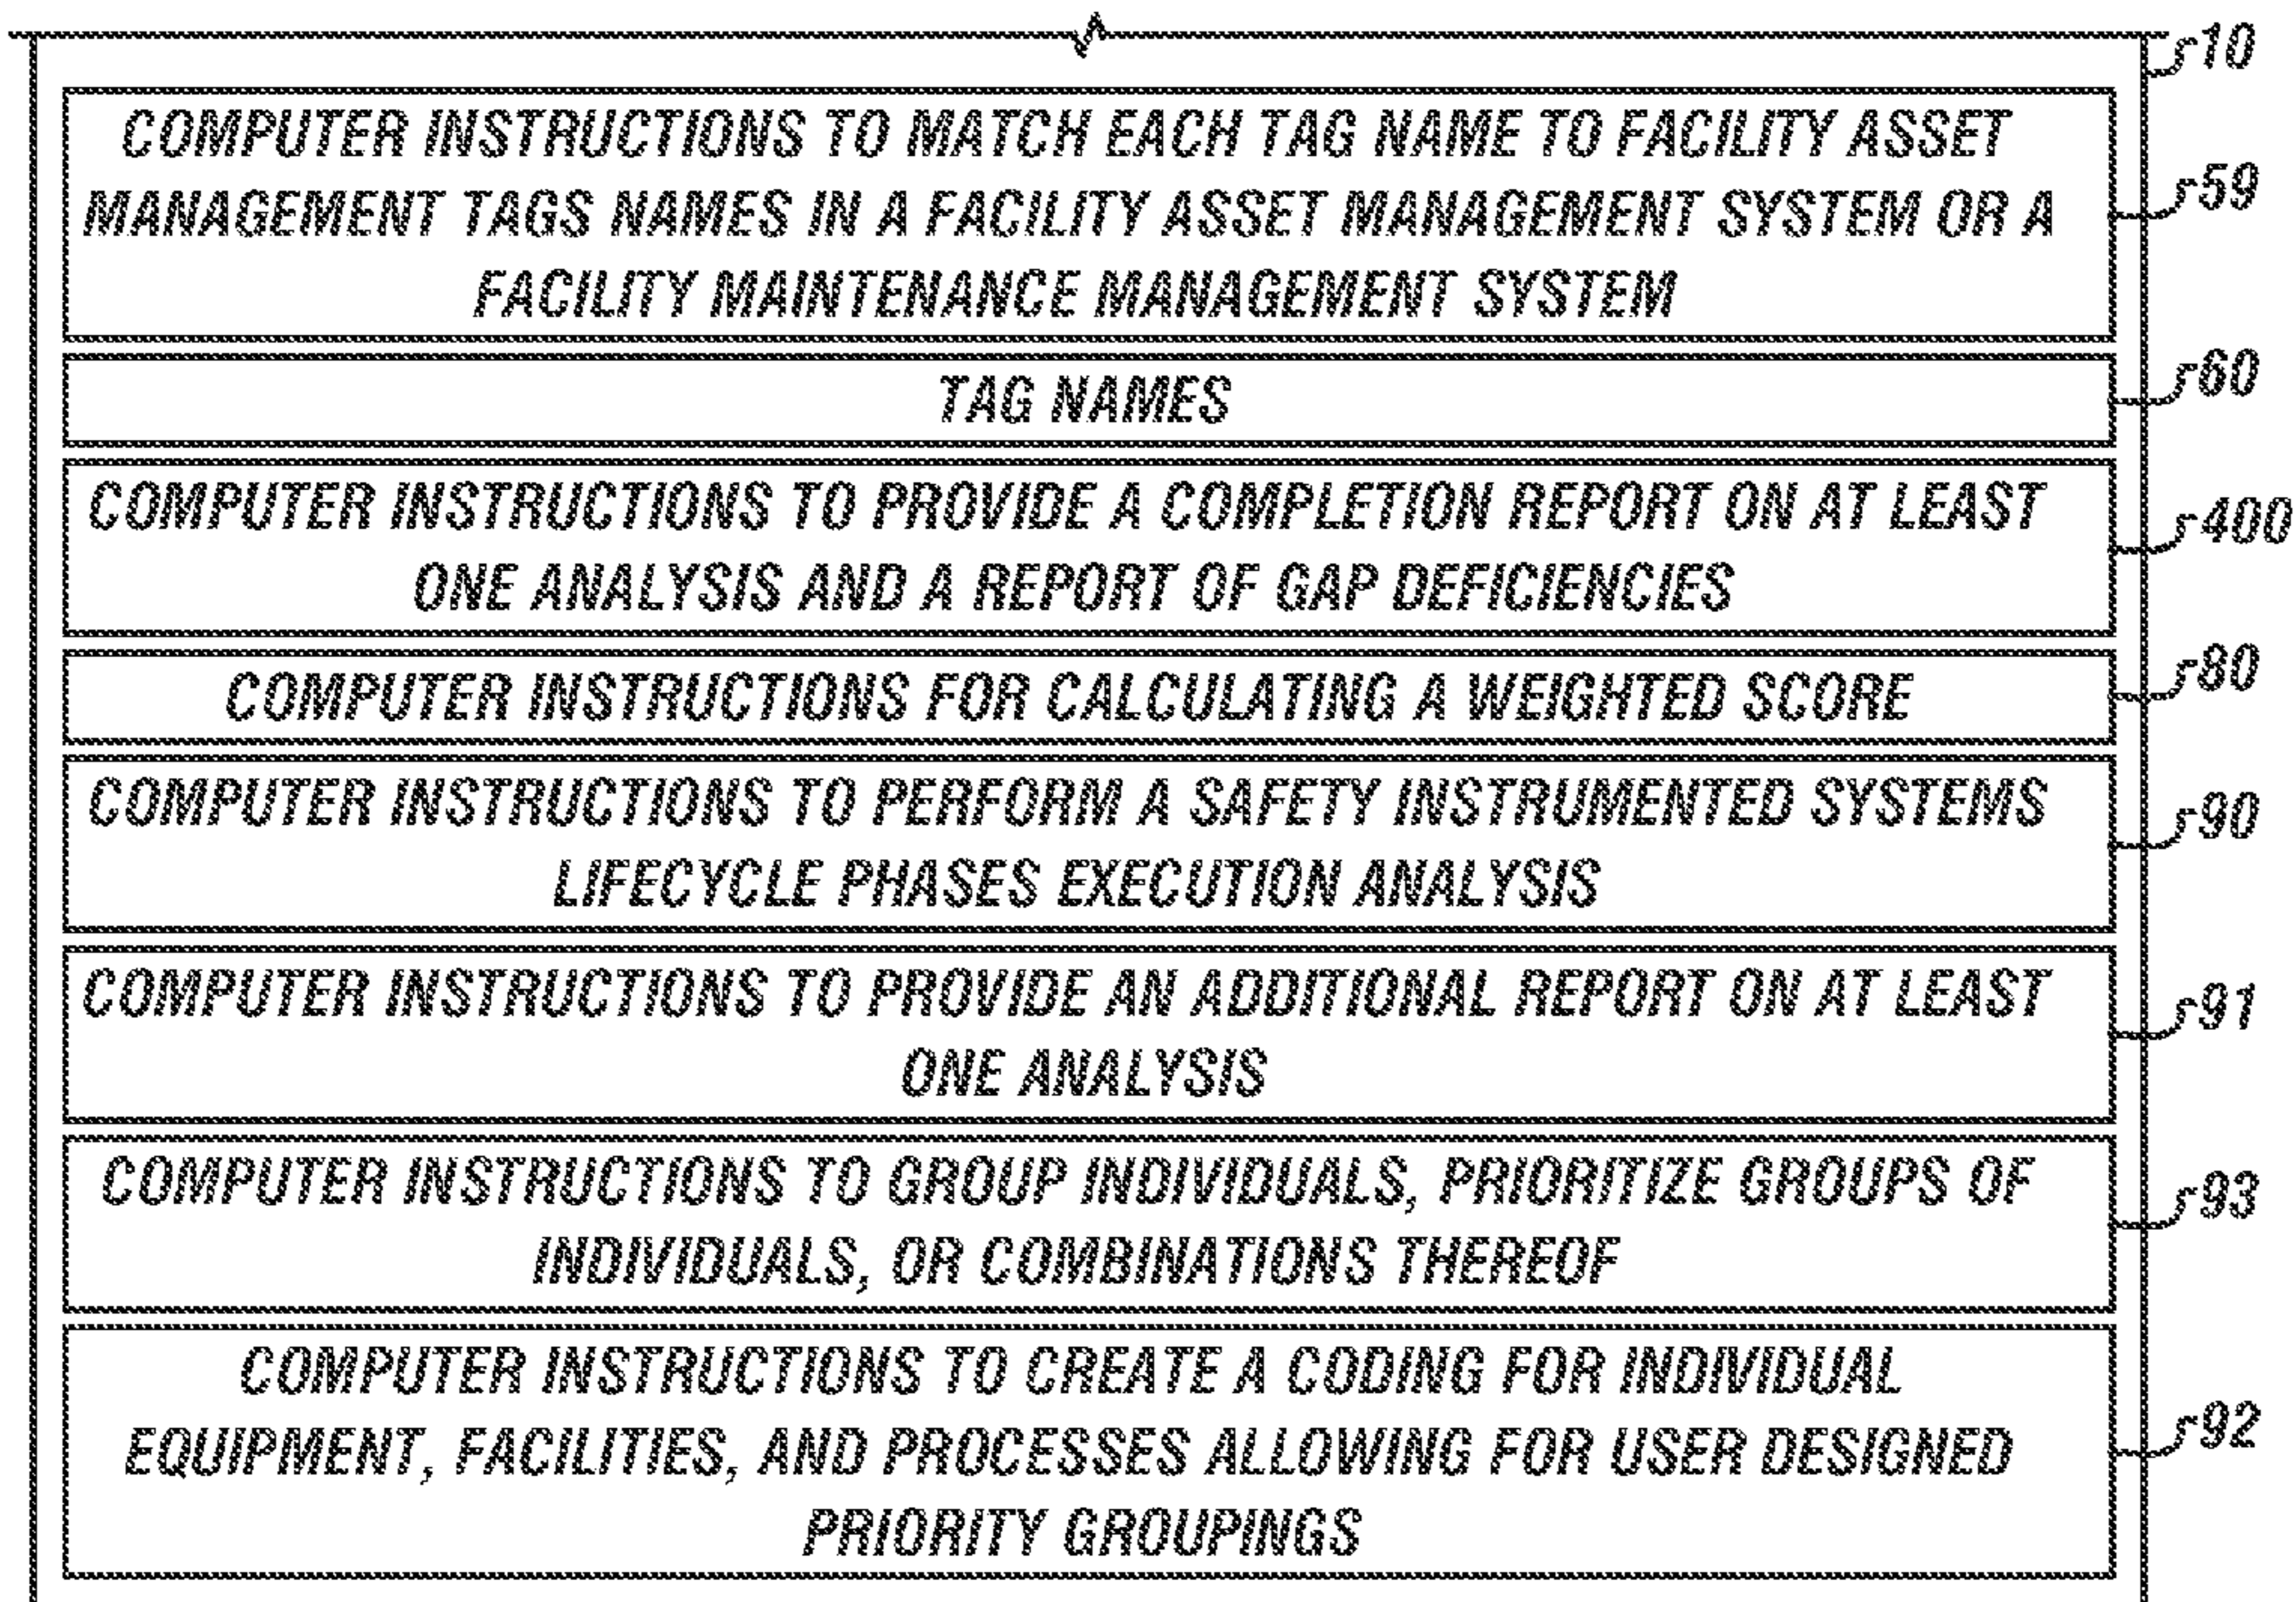 10
COMPUTER INSTRUCTIONS TO MATCH EACH TAG NAME TO FACILITY ASSET
MANAGEMENT TAGS NAMES IN A FACILITY ASSET MANAGEMENT SYSTEM OR A
FACILITY MAINTENANCE MANAGEMENT SYSTEM
59
TAG NAMES
60
COMPUTER INSTRUCTIONS TO PROVIDE A COMPLETION REPORT ON AT LEAST
ONE ANALYSIS AND A REPORT OF GAP DEFICIENCIES
400
COMPUTER INSTRUCTIONS FOR CALCULATING A WEIGHTED SCORE
80
COMPUTER INSTRUCTIONS TO PERFORM A SAFETY INSTRUMENTED SYSTEMS
LIFECYCLE PHASES EXECUTION ANALYSIS
90
COMPUTER INSTRUCTIONS TO PROVIDE AN ADDITIONAL REPORT ON AT LEAST
ONE ANALYSIS
91
COMPUTER INSTRUCTIONS TO GROUP INDIVIDUALS, PRIORITIZE GROUPS OF
INDIVIDUALS, OR COMBINATIONS THEREOF
93
COMPUTER INSTRUCTIONS TO CREATE A CODING FOR INDIVIDUAL
EQUIPMENT, FACILITIES, AND PROCESSES ALLOWING FOR USER DESIGNED
PRIORITY GROUPINGS
92